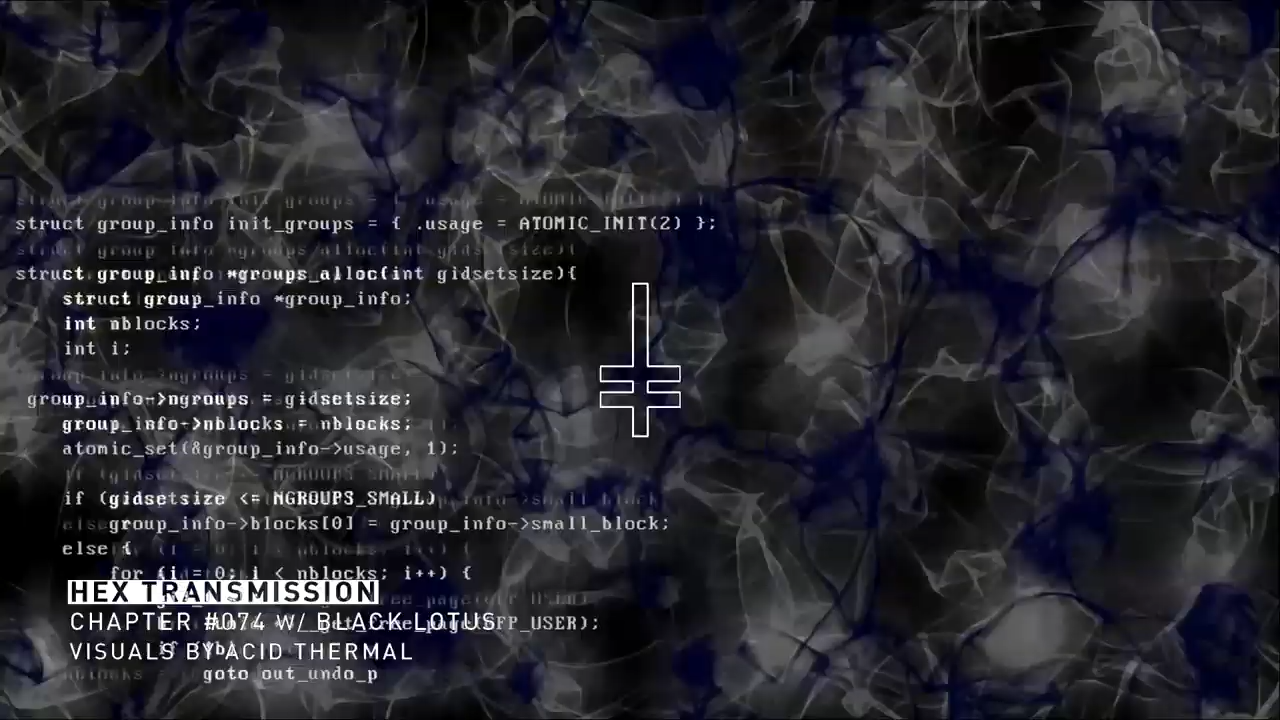 struct group_info init_groups = { .usage = ATOMIC_INIT(2) };
struct group_info *groups_alloc(int gidsetsize){
struct group_info *group_info;
int nblocks;
int i;
group_info->ngroups = gidsetsize;
group_info->nblocks = nblocks;
atomic_set(&group_info->usage, 1);
if (gidsetsize <= NGROUPS_SMALL)
group_info->blocks[0] = group_info->small_block;
else {
for (i = 0; i < nblocks; i++) {
HEX TRANSMISSION
CHAPTER #074 W/ BLACK LOTUS
VISUALS BY ACID THERMAL
goto out_undo_p